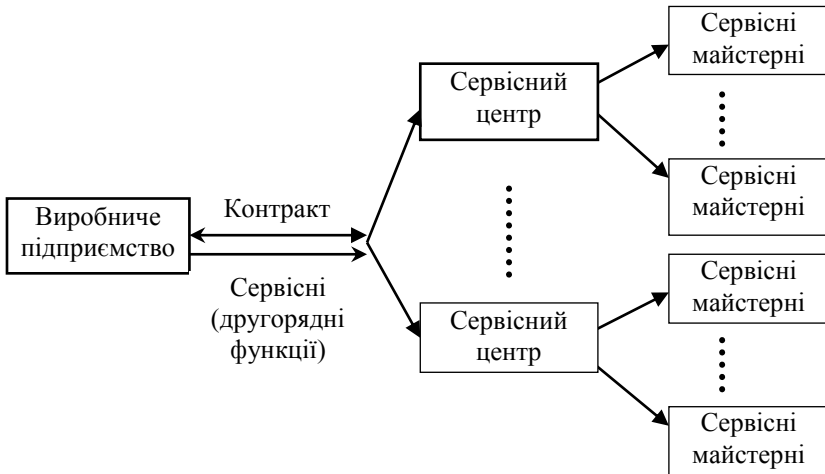 Виробниче
підприємство
Контракт
Сервісні
(другорядні
функції)
Сервісний
центр
Сервісний
центр
Сервісні
майстерні
Сервісні
майстерні
Сервісні
майстерні
Сервісні
майстерні